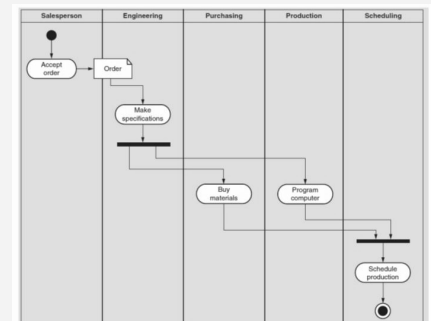 Salesperson
Engineering
Purchasing
Production
Scheduling
Accept
order
Order
Make
specifications
Buy
materials
Program
computer
Schedule
production